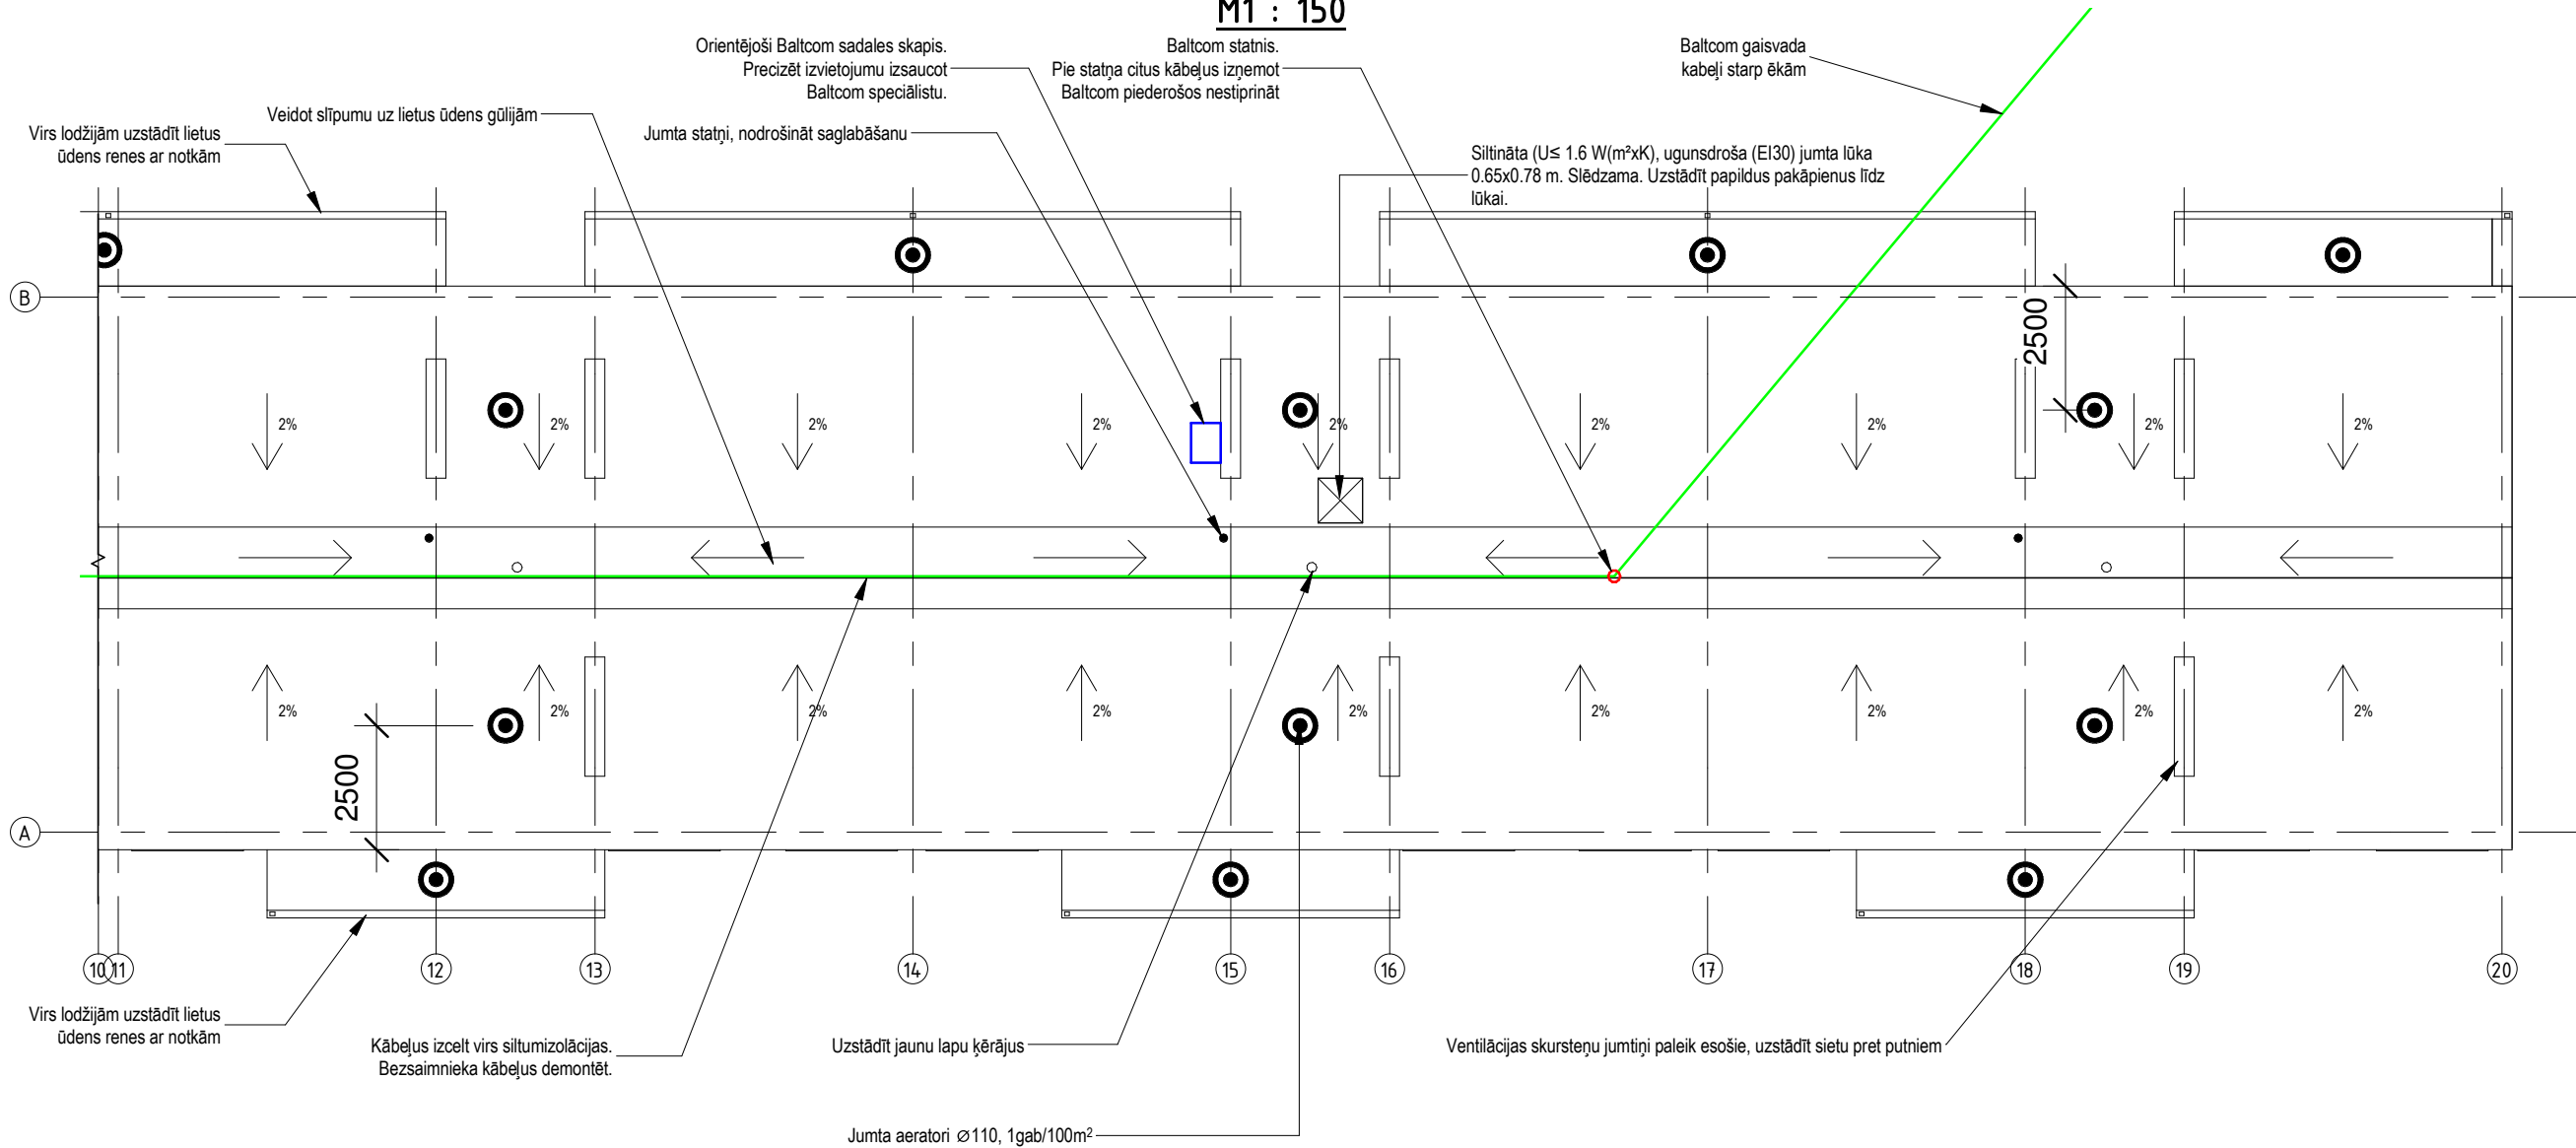 M1 : 150
Orientējoši Baltcom sadales skapis.
Precizēt izvietojumu izsaucot
Baltcom speciālistu.
Baltcom statnis.
Pie statņa citus kābeļus izņemot
Baltcom piederošos nestiprināt
Baltcom gaisvada
kabeļi starp ēkām
Veidot slīpumu uz lietus ūdens gūlijām
Virs lodžijām uzstādīt lietus
ūdens renes ar notkām
Jumta statņi, nodrošināt saglabāšanu
Siltināta (U≤ 1.6 W(m²xK), ugunsdroša (EI30) jumta lūka
0.65x0.78 m. Slēdzama. Uzstādīt papildus pakāpienus līdz
lūkai.
B
2500
2% 2% 2% 2% 2% 2% 2% 2% 2%
2% 2% 2% 2% 2% 2% 2% 2% 2%
2500
A
10 11 12 13 14 15 16 17 18 19 20
Virs lodžijām uzstādīt lietus
ūdens renes ar notkām
Kābeļus izcelt virs siltumizolācijas.
Bezsaimnieka kābeļus demontēt.
Uzstādīt jaunu lapu ķērājus
Ventilācijas skursteņu jumtiņi paleik esošie, uzstādīt sietu pret putniem
Jumta aeratori ∅110, 1gab/100m²